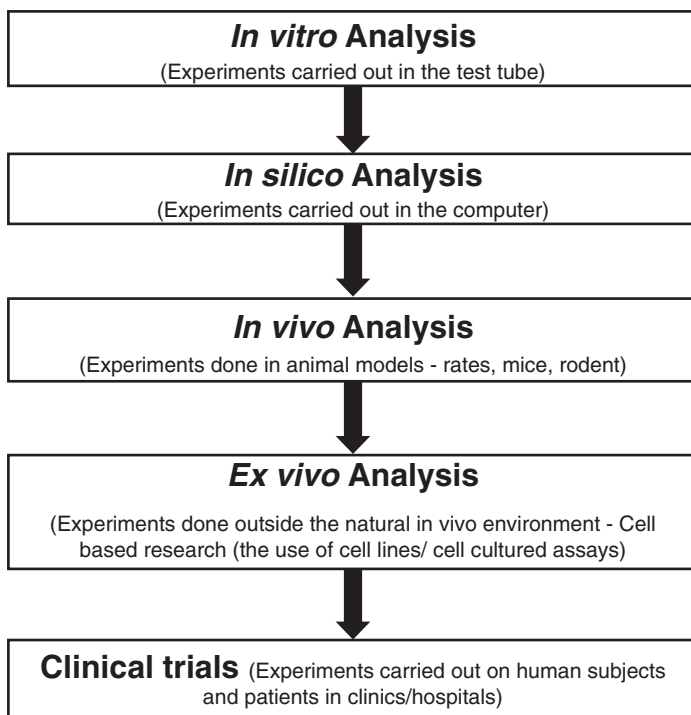 In vitro Analysis
(Experiments carried out in the test tube)
In silico Analysis
(Experiments carried out in the computer)
In vivo Analysis
(Experiments done in animal models - rates, mice, rodent)
Ex vivo Analysis
(Experiments done outside the natural in vivo environment - Cell
based research (the use of cell lines/ cell cultured assays)
Clinical trials (Experiments carried out on human subjects
and patients in clinics/hospitals)